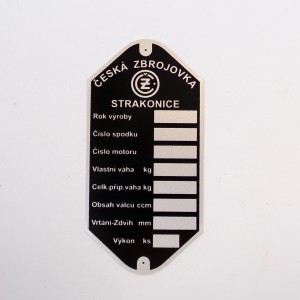 ČESKÁ ZBROJOVKA
ČZ
STRAKONICE
Rok výroby
Číslo spodku
Číslo motoru
Vlastní váha kg
Celk.příp.váha kg
Obsah válců ccm
Vrtání-Zdvih mm
Výkon ks